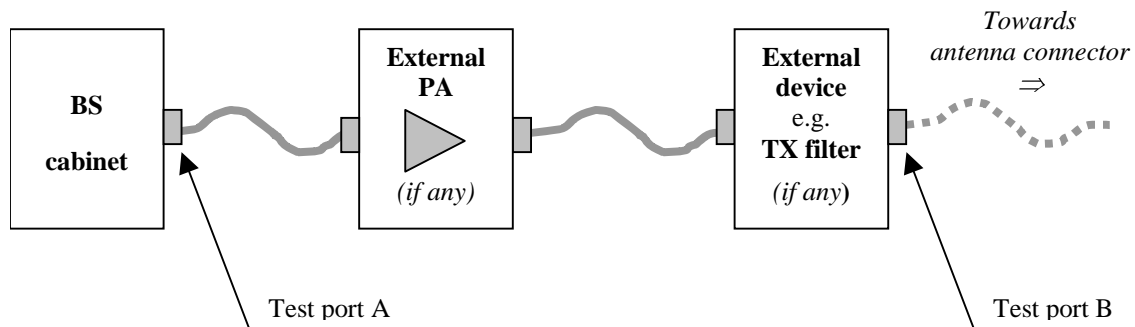 BS
cabinet
External
PA
(if any)
External
device
e.g.
TX filter
(if any)
Towards
antenna connector
⇒
Test port A
Test port B